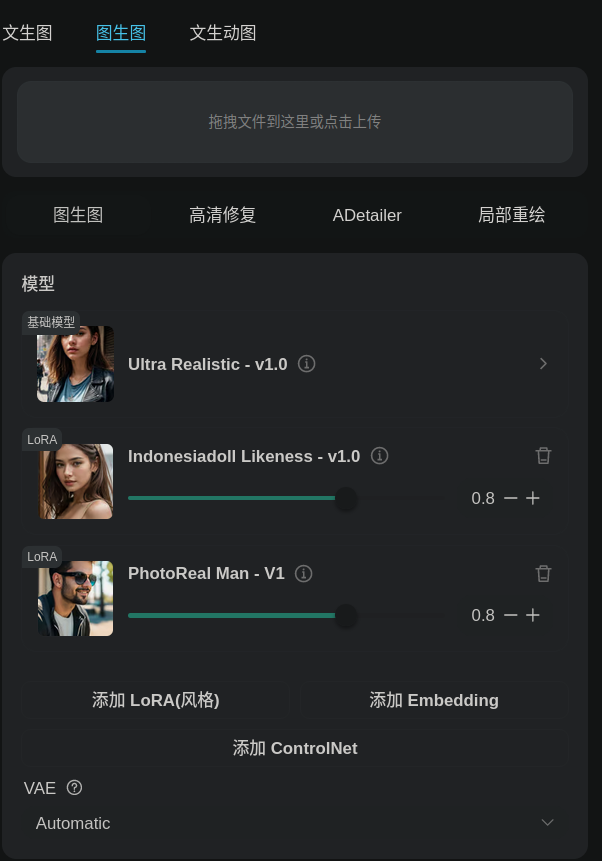 文生图 图生图 文生动图
拖拽文件到这里或点击上传
图生图 高清修复 ADetailer 局部重绘
模型
基础模型
Ultra Realistic - v1.0
LoRA
Indonesiadoll Likeness - v1.0
0.8
LoRA
PhotoReal Man - V1
0.8
添加 LoRA(风格) 添加 Embedding
添加 ControlNet
VAE
Automatic